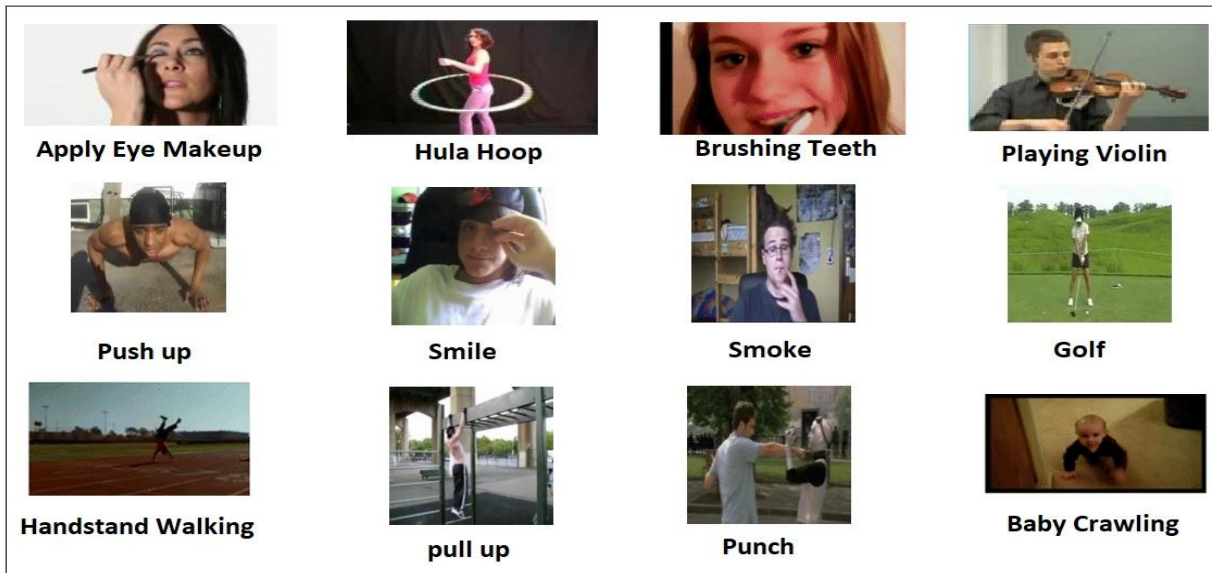 Apply Eye Makeup
Hula Hoop
Brushing Teeth
Playing Violin
Push up
Smile
Smoke
Golf
Handstand Walking
pull up
Punch
Baby Crawling